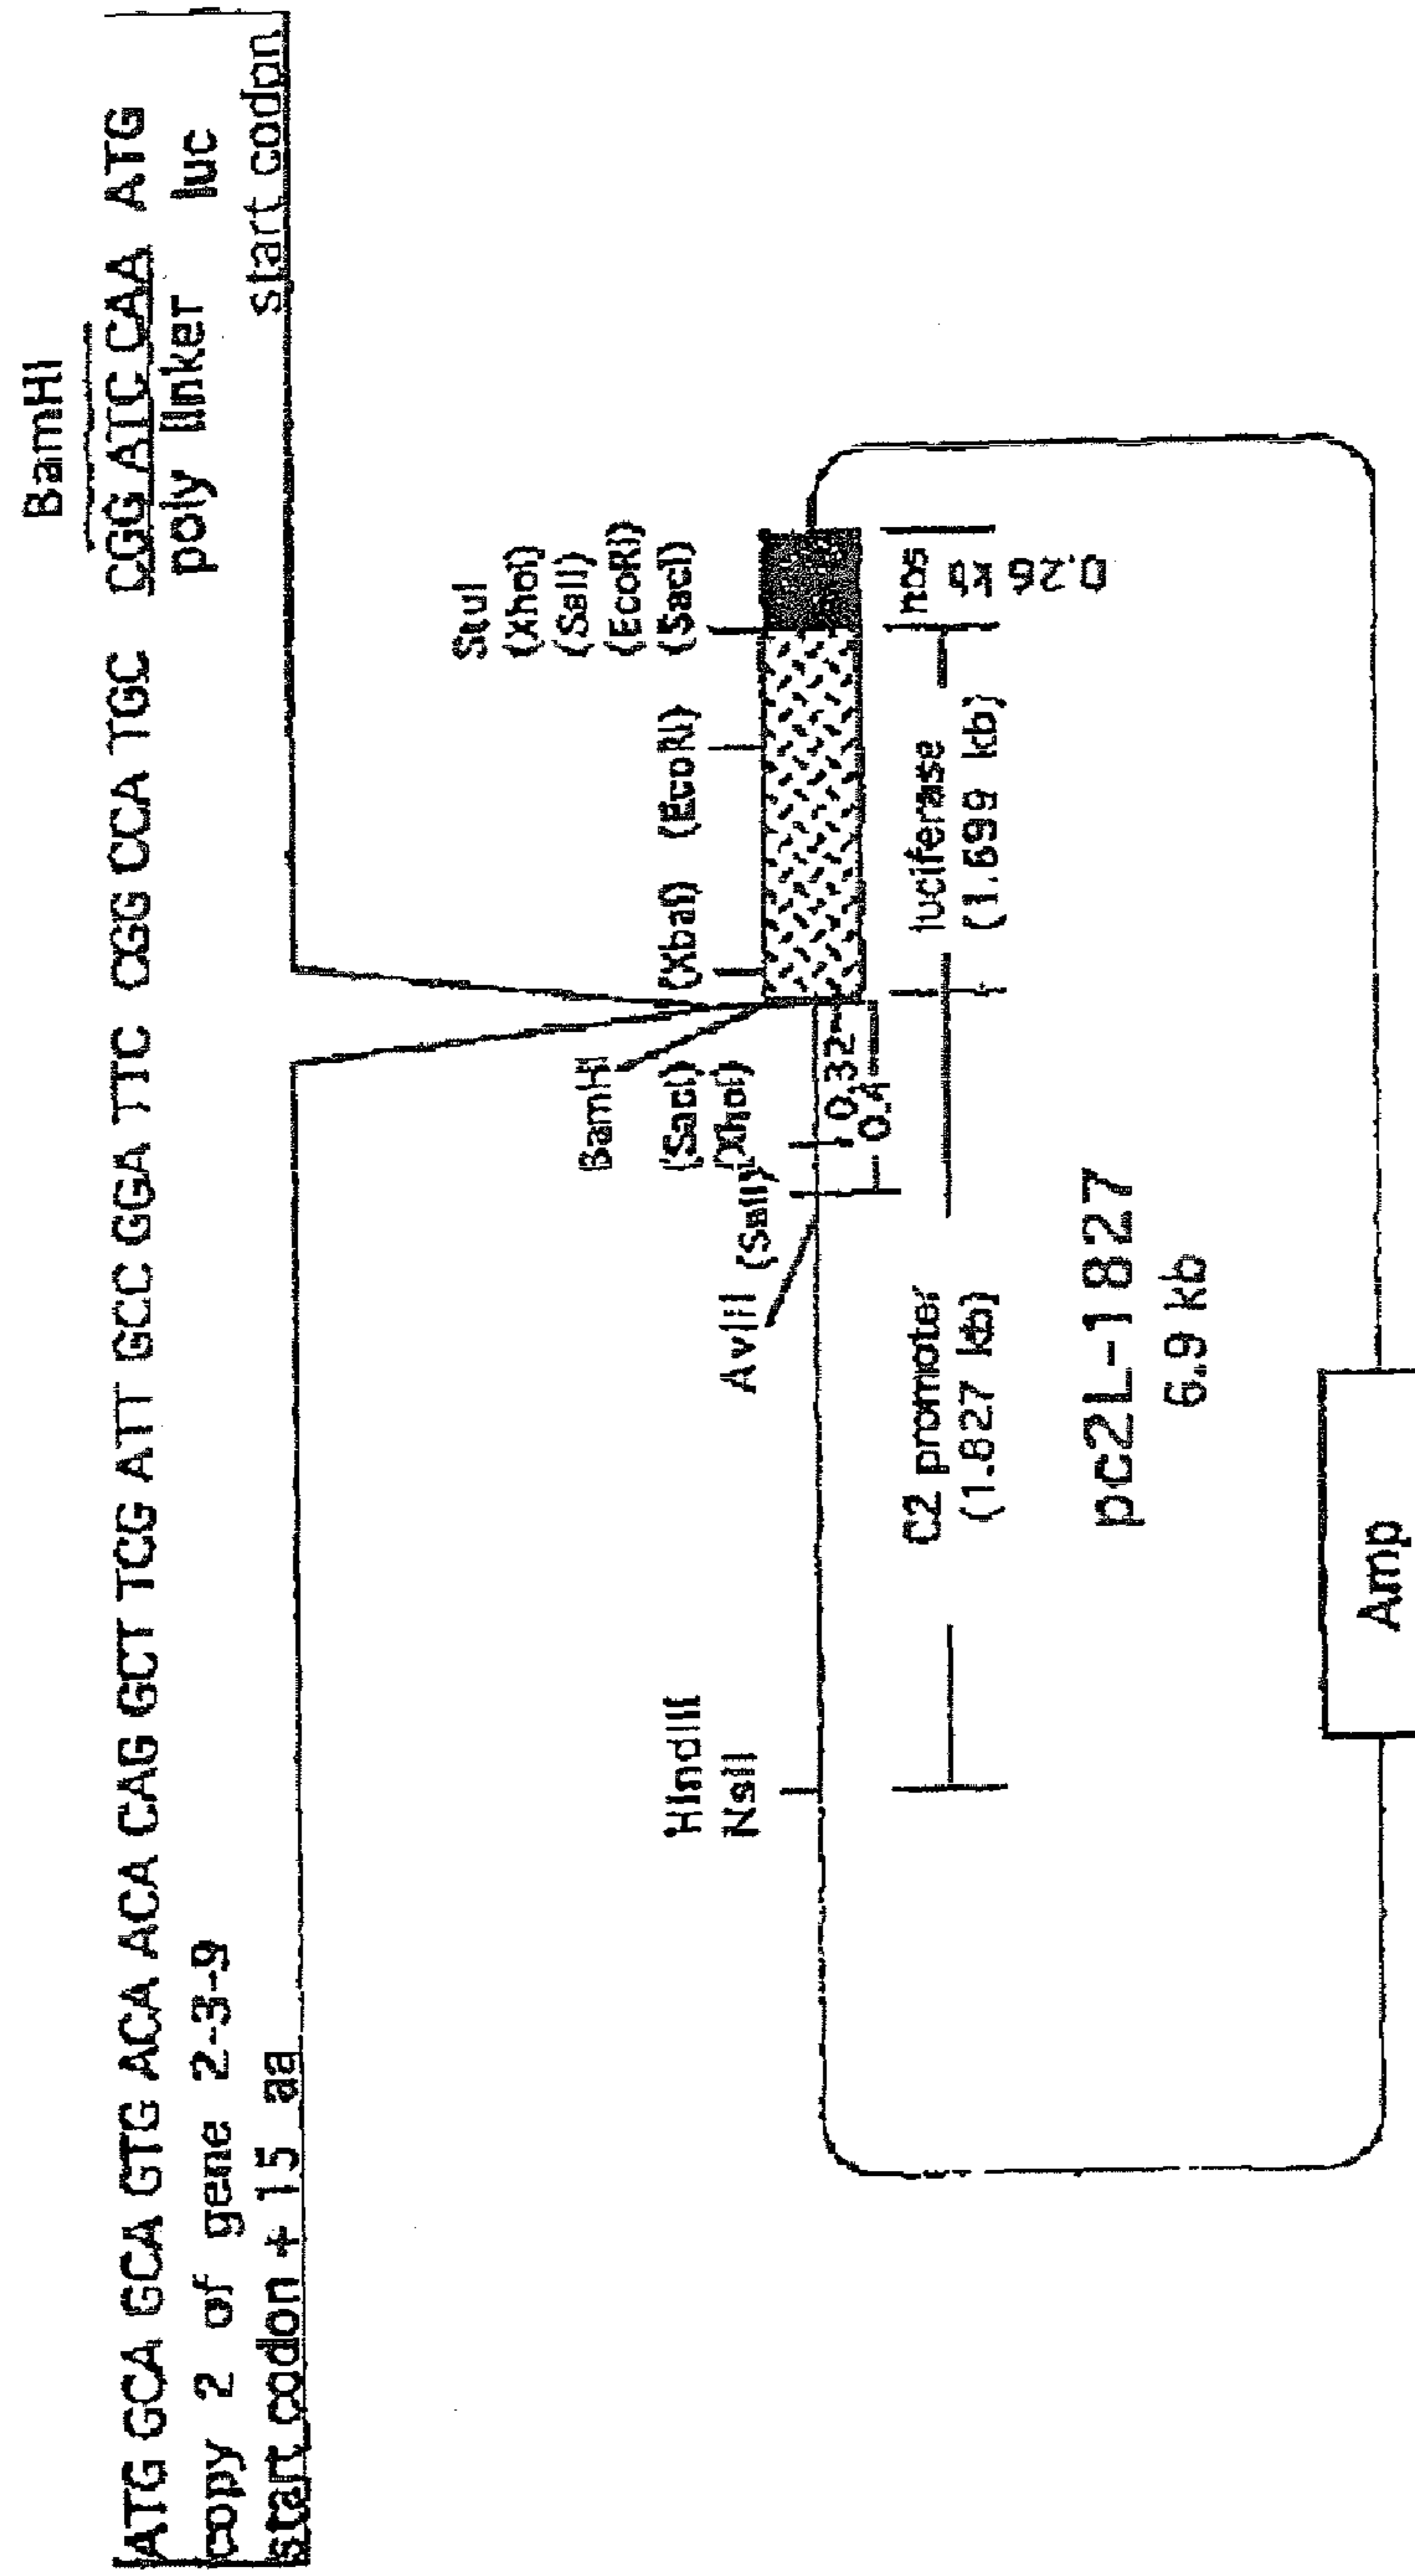 BamHI
ATG GCA GCA GTG ACA ACA CAG GCT TCG ATT GCC GGA TTC CGG CCA TGC CGG ATC CAA ATG
copy 2 of gene 2-3-9
poly linker luc
start codon + 15 aa
start codon
StuI
(XhoI)
(SalI)
(EcoRI)
(SacI)
BamHI
HindIII
NsiI
(SacI)
(XhoI)
(XbaI)
(EcoRI)
AvIII
(SalI)
0.32
0.4
C2 promoter
(1.827 kb)
luciferase
(1.699 kb)
nos
0.26 kb
pc2L-1827
6.9 kb
Amp